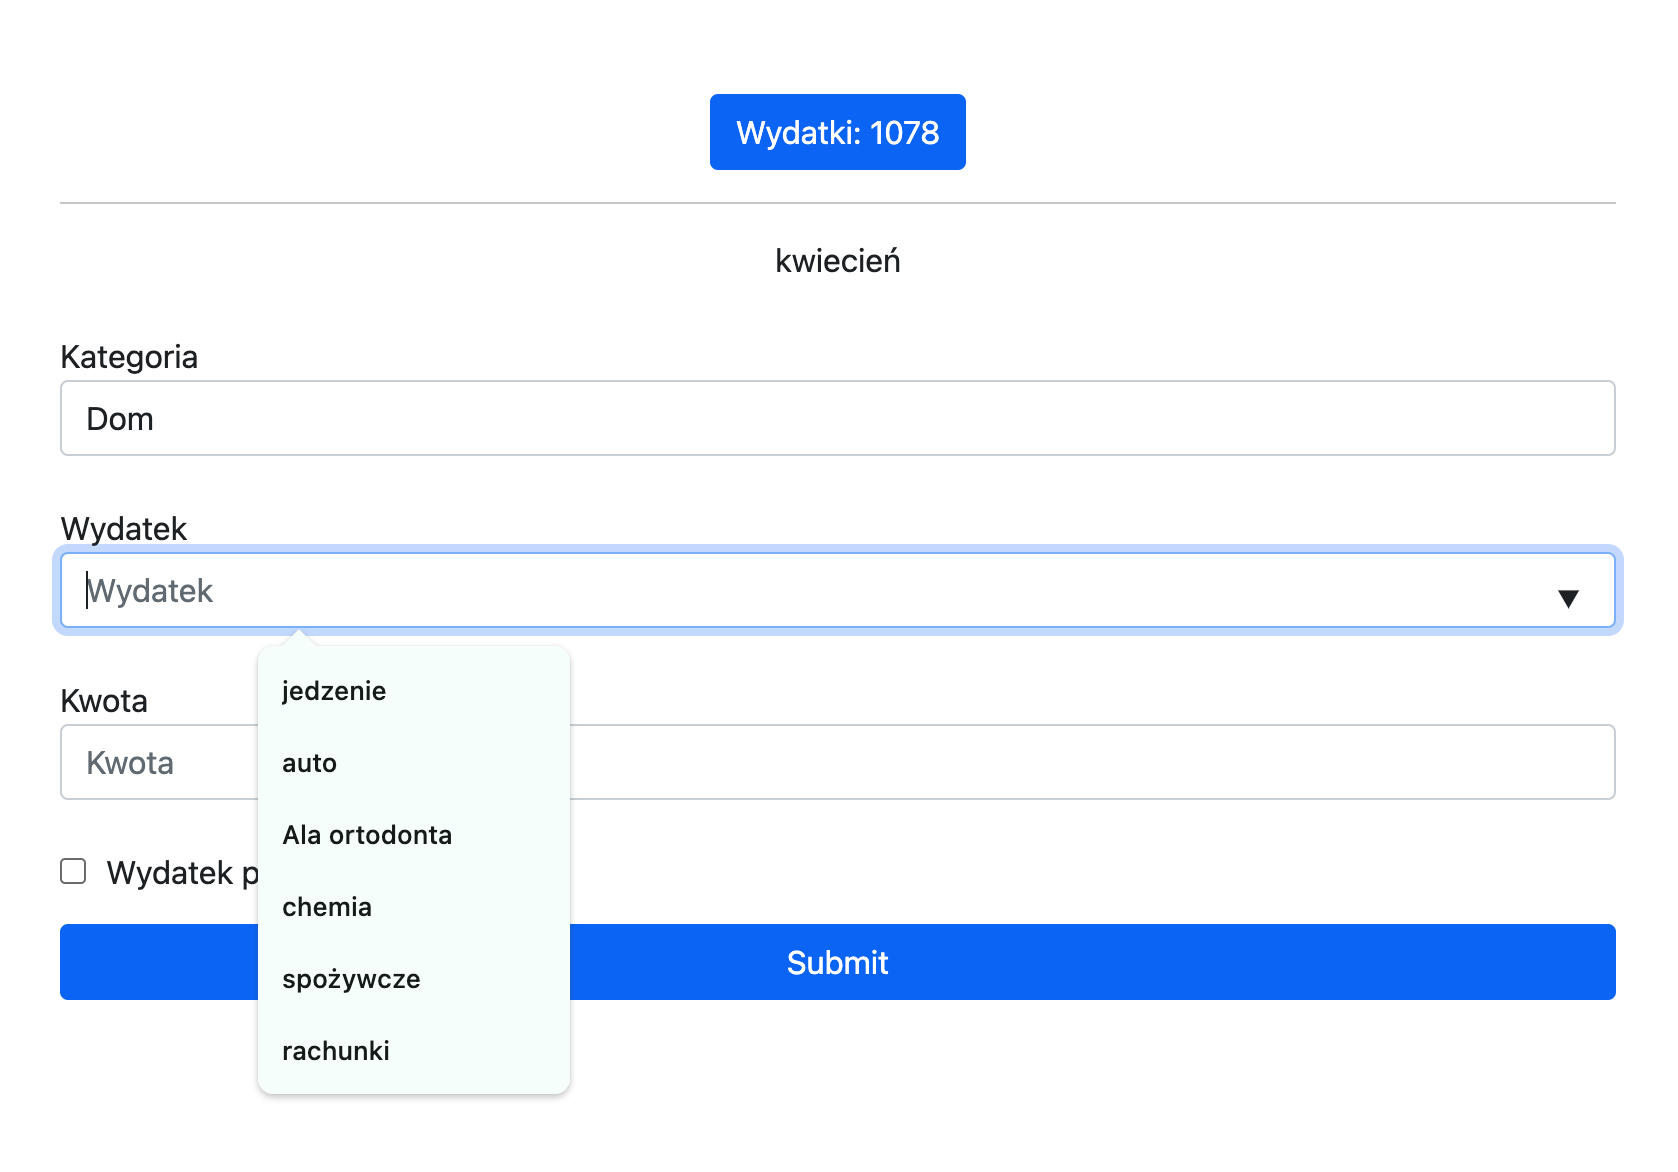 Wydatki: 1078
kwiecień
Kategoria
Dom
Wydatek
Wydatek
jedzenie
auto
Ala ortodonta
chemia
spożywcze
rachunki
Kwota
Kwota
Wydatek p
Submit